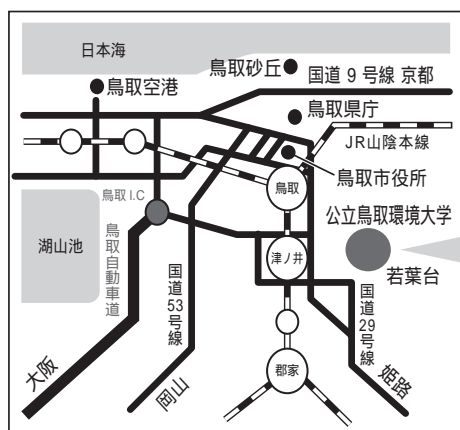 日本海
鳥取砂丘
国道9号線 京都
鳥取空港
鳥取県庁
JR山陰本線
鳥取市役所
鳥取 I.C
鳥取
公立鳥取環境大学
湖山池
鳥取自動車道
国道53号線
津ノ井
若葉台
国道29号線
大阪
岡山
郡家
姫路